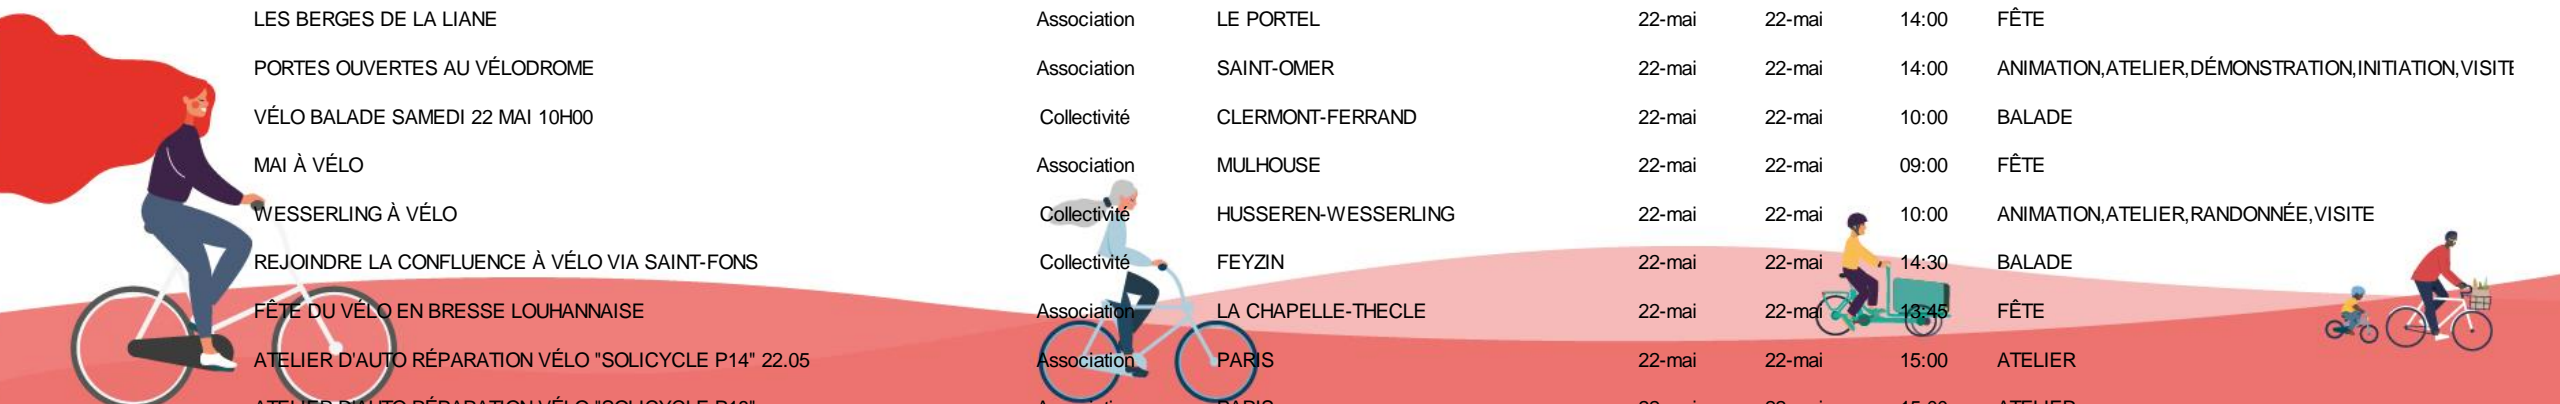 LES BERGES DE LA LIANE Association LE PORTEL 22-mai 22-mai 14:00 FÊTE
PORTES OUVERTES AU VÉLODROME Association SAINT-OMER 22-mai 22-mai 14:00 ANIMATION,ATELIER,DÉMONSTRATION,INITIATION,VISITE
VÉLO BALADE SAMEDI 22 MAI 10H00 Collectivité CLERMONT-FERRAND 22-mai 22-mai 10:00 BALADE
MAI À VÉLO Association MULHOUSE 22-mai 22-mai 09:00 FÊTE
WESSERLING À VÉLO Collectivité HUSSEREN-WESSERLING 22-mai 22-mai 10:00 ANIMATION,ATELIER,RANDONNÉE,VISITE
REJOINDRE LA CONFLUENCE À VÉLO VIA SAINT-FONS Collectivité FEYZIN 22-mai 22-mai 14:30 BALADE
FÊTE DU VÉLO EN BRESSE LOUHANNAISE Association LA CHAPELLE-THECLE 22-mai 22-mai 13:45 FÊTE
ATELIER D'AUTO RÉPARATION VÉLO "SOLICYCLE P14" 22.05 Association PARIS 22-mai 22-mai 15:00 ATELIER